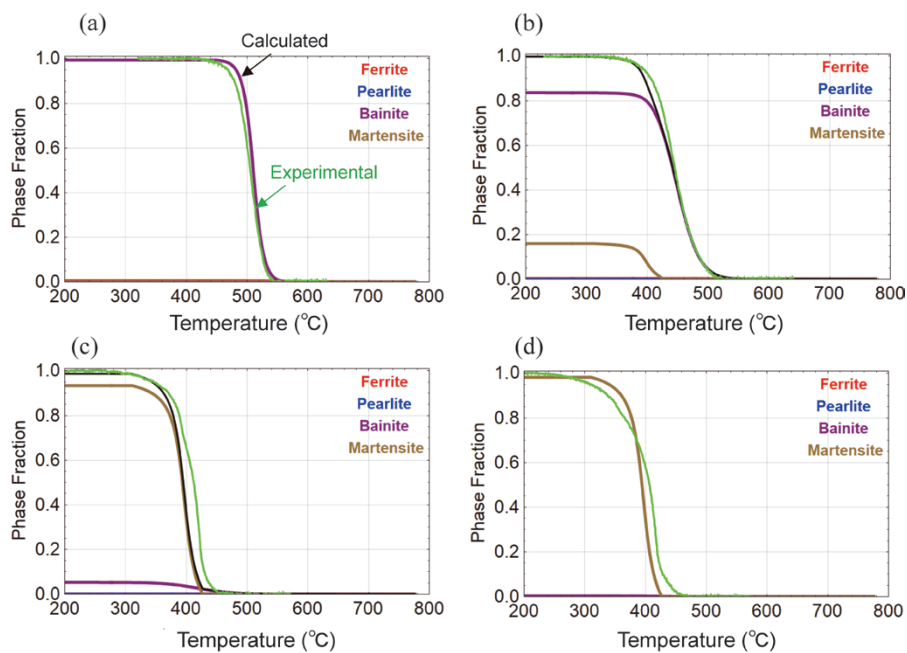 (a)
Calculated
1.0
0.8
0.6
0.4
0.2
0.0
Phase Fraction
Ferrite
Pearlite
Bainite
Martensite
Experimental
200 300 400 500 600 700 800
Temperature (°C)
(b)
1.0
0.8
0.6
0.4
0.2
0.0
Phase Fraction
Ferrite
Pearlite
Bainite
Martensite
200 300 400 500 600 700 800
Temperature (°C)
(c)
1.0
0.8
0.6
0.4
0.2
0.0
Phase Fraction
Ferrite
Pearlite
Bainite
Martensite
200 300 400 500 600 700 800
Temperature (°C)
(d)
1.0
0.8
0.6
0.4
0.2
0.0
Phase Fraction
Ferrite
Pearlite
Bainite
Martensite
200 300 400 500 600 700 800
Temperature (°C)